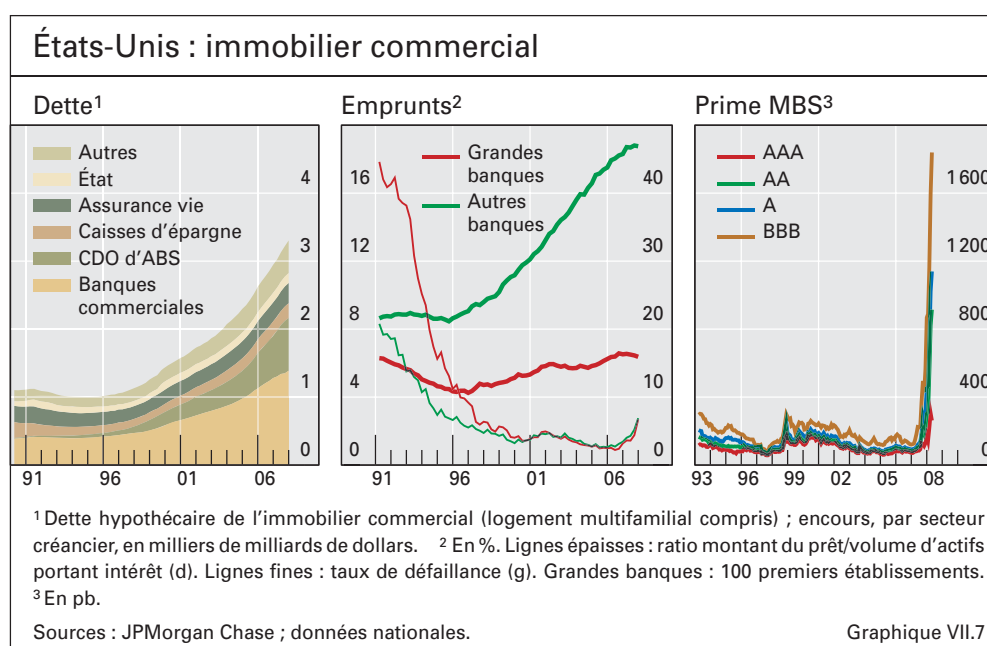 États-Unis : immobilier commercial
Dette¹
Autres
État
Assurance vie
Caisses d'épargne
CDO d'ABS
Banques
commerciales
4
3
2
1
0
91
96
01
06
Emprunts²
Grandes
banques
Autres
banques
16
12
8
4
0
40
30
20
10
0
91
96
01
06
Prime MBS³
AAA
AA
A
BBB
1 600
1200
800
400
0
93
96
99
02
05
08
¹ Dette hypothécaire de l'immobilier commercial (logement multifamilial compris) ; encours, par secteur
créancier, en milliers de milliards de dollars. ² En %. Lignes épaisses : ratio montant du prêt/volume d'actifs
portant intérêt (d). Lignes fines : taux de défaillance (g). Grandes banques : 100 premiers établissements.
³ En pb.
Sources : JPMorgan Chase ; données nationales.
Graphique VII.7